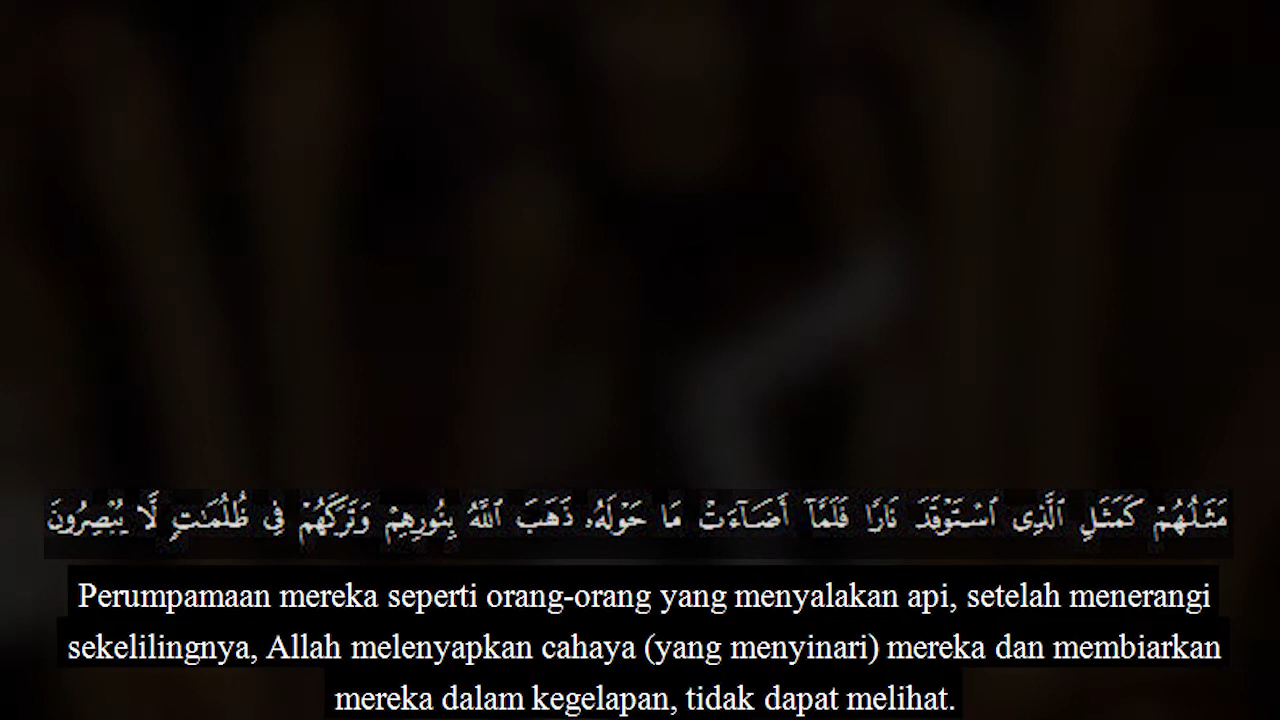 مَثَلُهُمْ كَمَثَلِ ٱلَّذِى ٱسْتَوْقَدَ نَارًا فَلَمَّآ أَضَآءَتْ مَا حَوْلَهُۥ ذَهَبَ ٱللَّهُ بِنُورِهِمْ وَتَرَكَهُمْ فِى ظُلُمَـٰتٍ لَّا يُبْصِرُونَ
Perumpamaan mereka seperti orang-orang yang menyalakan api, setelah menerangi
sekelilingnya, Allah melenyapkan cahaya (yang menyinari) mereka dan membiarkan
mereka dalam kegelapan, tidak dapat melihat.